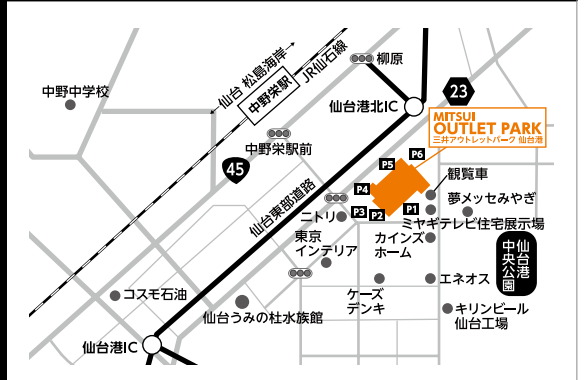 仙台 松島海岸
JR仙石線
柳原
中野中学校
中野栄駅
仙台港北IC
23
MITSUI
OUTLET PARK
三井アウトレットパーク 仙台港
中野栄駅前
45
P6
P5
観覧車
P4
夢メッセみやぎ
仙台東部道路
P3
P2
P1
ニトリ
ミヤギテレビ住宅展示場
東京
インテリア
カインズ
ホーム
仙台港
中央公園
コスモ石油
エネオス
ケーズ
デンキ
仙台うみの杜水族館
キリンビール
仙台工場
仙台港IC